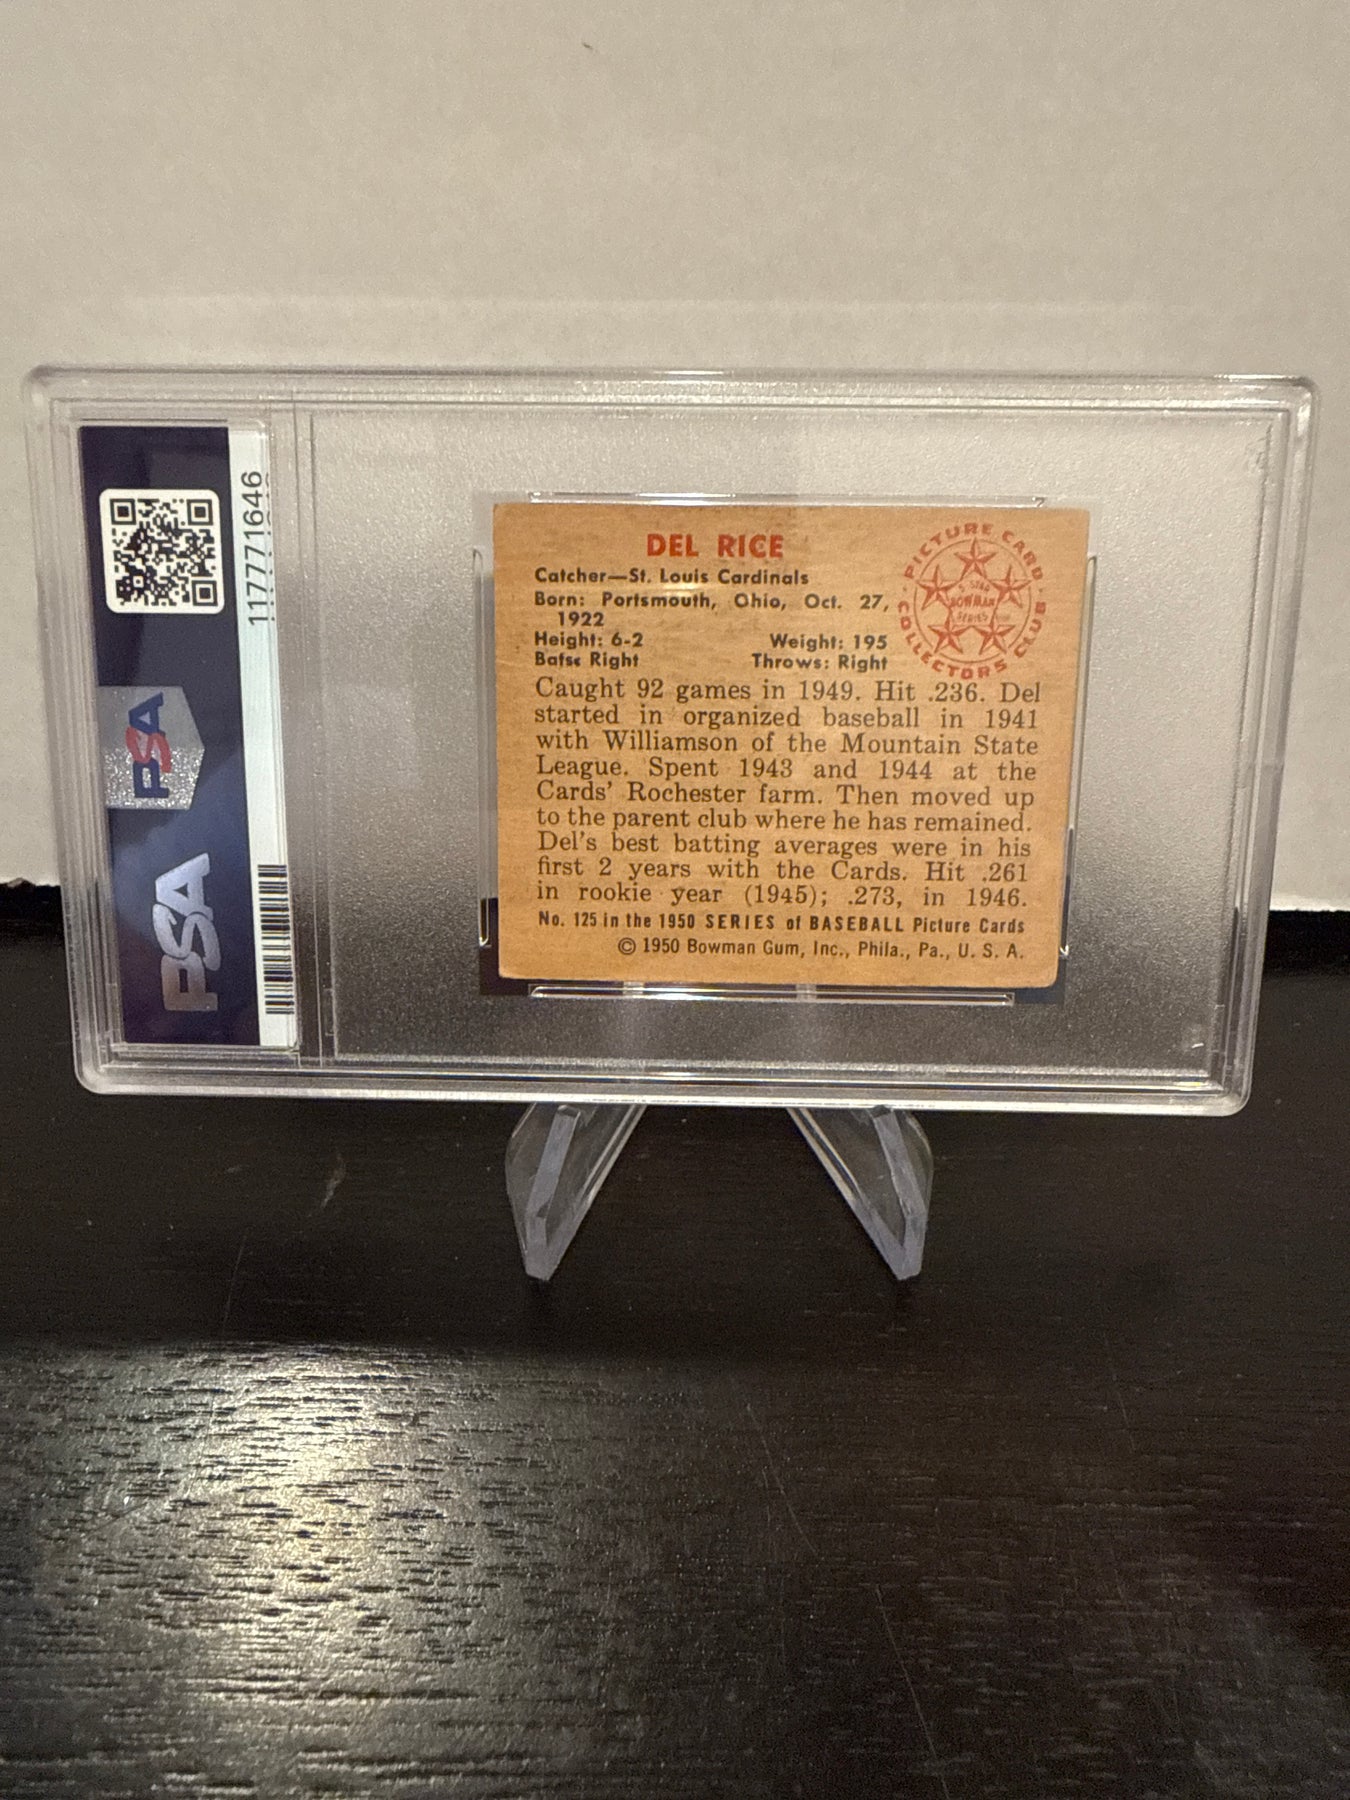 117771646
PSA
PSA
DEL RICE
Catcher—St. Louis Cardinals
Born: Portsmouth, Ohio, Oct. 27,
1922
Height: 6-2 Weight: 195
Bats: Right Throws: Right
PICTURE CARD COLLECTORS CLUB
5 STAR
BOWMAN
SERIES
Caught 92 games in 1949. Hit .236. Del
started in organized baseball in 1941
with Williamson of the Mountain State
League. Spent 1943 and 1944 at the
Cards' Rochester farm. Then moved up
to the parent club where he has remained.
Del's best batting averages were in his
first 2 years with the Cards. Hit .261
in rookie year (1945); .273, in 1946.
No. 125 in the 1950 SERIES of BASEBALL Picture Cards
© 1950 Bowman Gum, Inc., Phila., Pa., U. S. A.